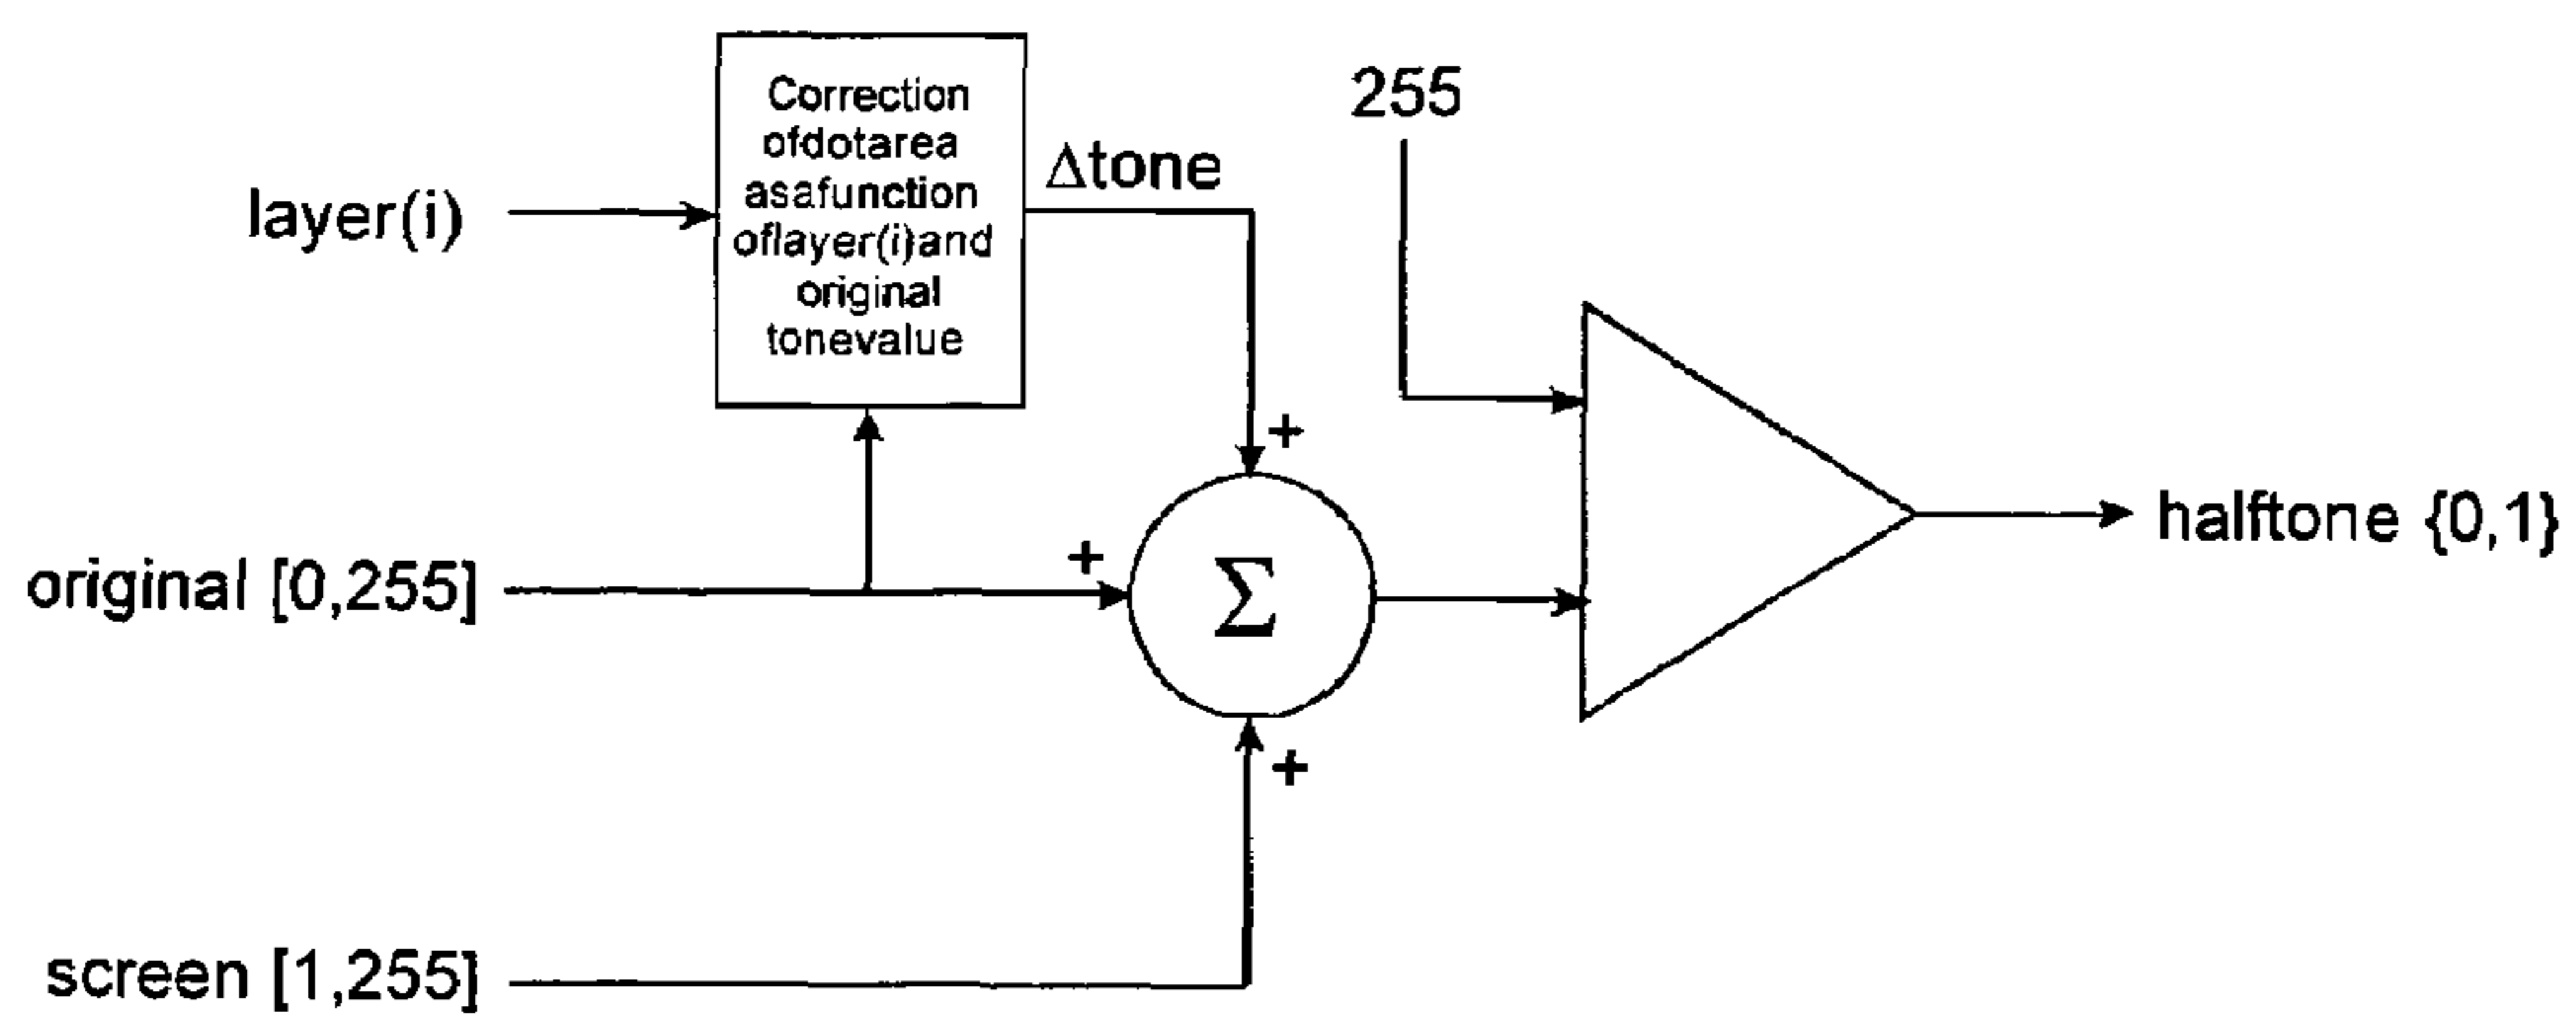 Correction
ofdotarea
asafunction
oflayer(i)and
original
tonevalue
255
Δtone
layer(i)
+
halftone {0,1}
+
original [0,255]
Σ
+
screen [1,255]